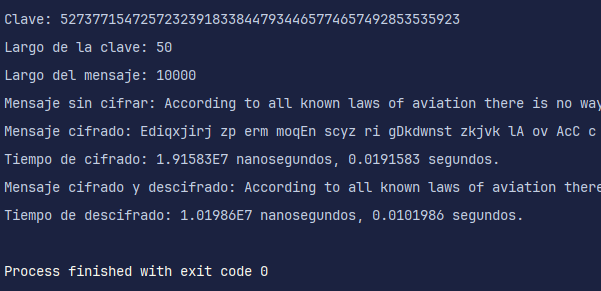 Clave: 52737715472572323918338447934465774657492853535923
Largo de la clave: 50
Largo del mensaje: 10000
Mensaje sin cifrar: According to all known laws of aviation there is no way
Mensaje cifrado: Ediqxjirj zp erm moqEn scyz ri gDkdwnst zkjvk lA ov AcC c
Tiempo de cifrado: 1.91583E7 nanosegundos, 0.0191583 segundos.
Mensaje cifrado y descifrado: According to all known laws of aviation there
Tiempo de descifrado: 1.01986E7 nanosegundos, 0.0101986 segundos.
Process finished with exit code 0